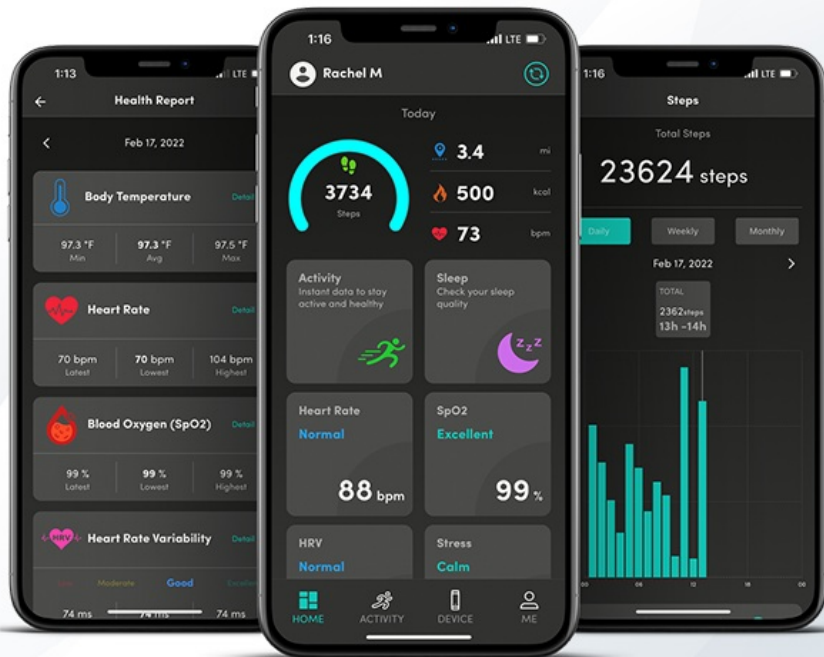 1:13
LTE
Health Report
Feb 17, 2022
Body Temperature
Detail
97.3 °F
97.3 °F
97.5 °F
Min
Avg
Max
Heart Rate
Detail
70 bpm
70 bpm
104 bpm
Latest
Lowest
Highest
Blood Oxygen (SpO2)
Detail
99 %
99 %
99 %
Latest
Lowest
Highest
HRV
Heart Rate Variability
Detail
Moderate
Good
Excellent
74 ms
74 ms
74 ms
1:16
LTE
Rachel M
Today
3734
Steps
3.4 mi
500 kcal
73 bpm
Activity
Instant data to stay
active and healthy
Sleep
Check your sleep
quality
zzz
Heart Rate
Normal
88 bpm
SpO2
Excellent
99 %
HRV
Normal
Stress
Calm
HOME
ACTIVITY
DEVICE
ME
1:16
LTE
Steps
Total Steps
23624 steps
Daily
Weekly
Monthly
Feb 17, 2022
TOTAL
2362steps
13h -14h
00
06
12
18
00